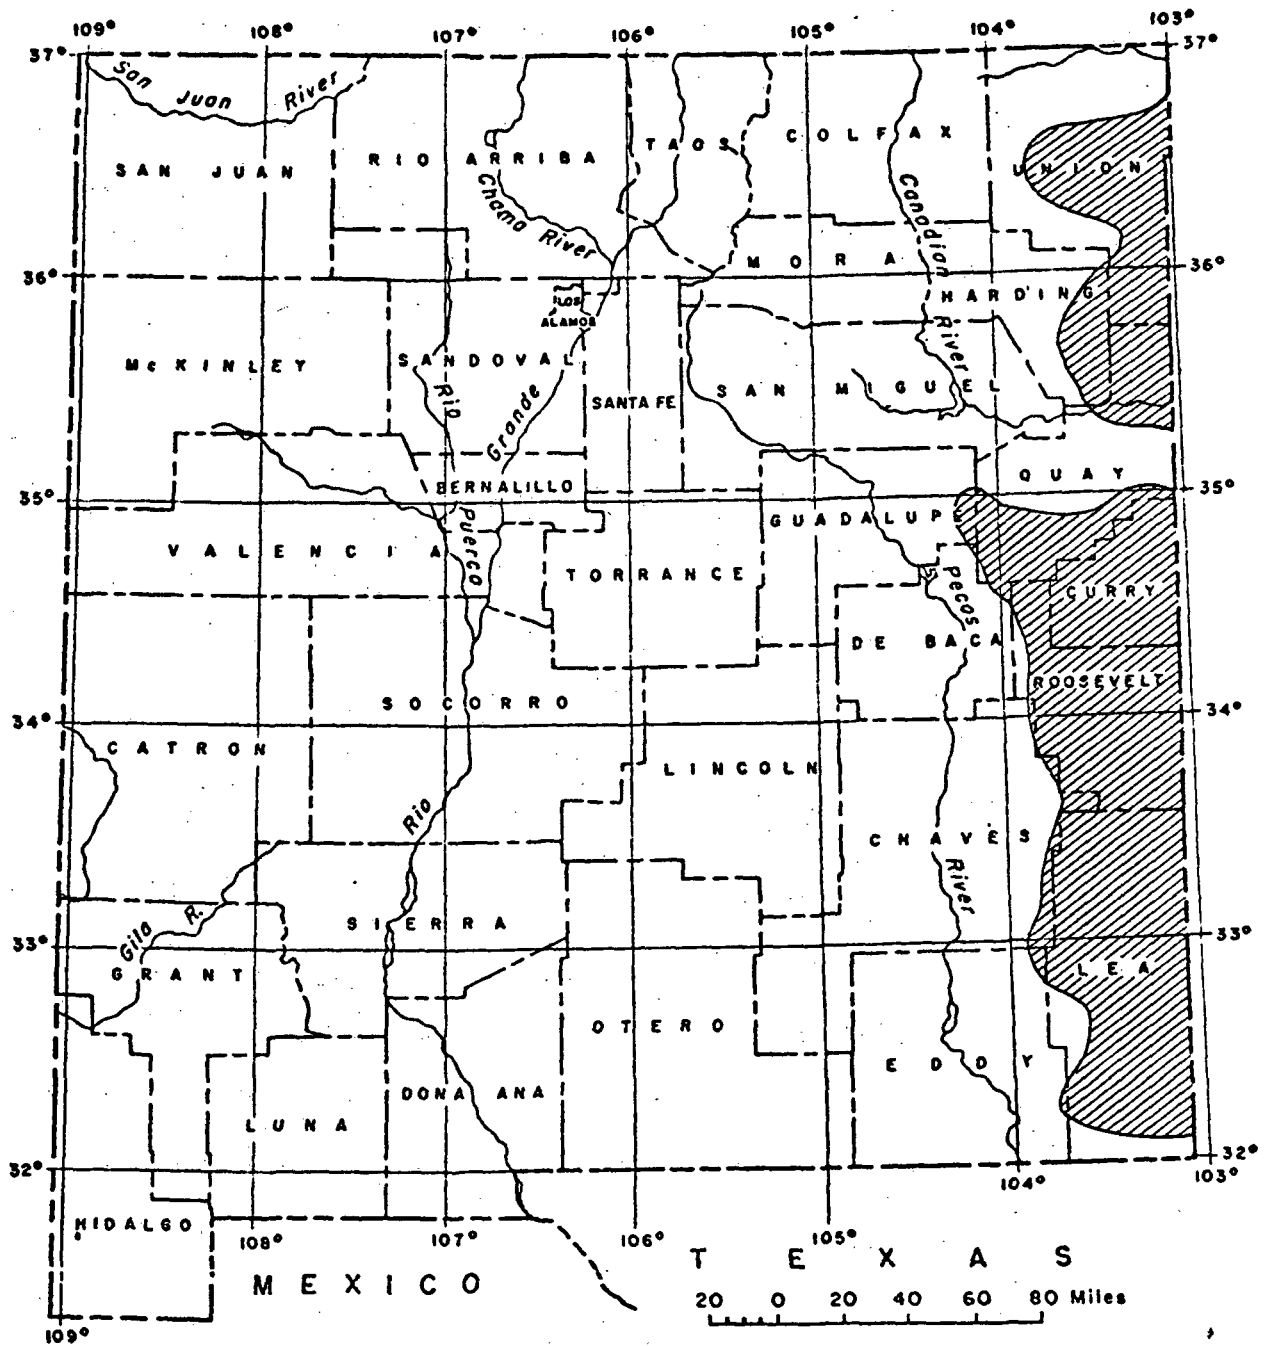 109° 108° 107° 106° 105° 104° 103°
37° 37°
San Juan River
SAN JUAN RIO ARRIBA TAOS COLFAX UNION
Chama River Canadian River
36° MORA 36°
HARDING
LOS
ALAMOS
McKINLEY SANDOVAL SAN MIGUEL
Rio Grande SANTA FE
QUAY
BERNALILLO
35° 35°
Puerco GUADALUPE
VALENCIA TORRANCE CURRY
Pecos
DE BACA
ROOSEVELT
SOCORRO
34° 34°
CATRON LINCOLN
Rio CHAVES
River
Gila R. SIERRA
33° 33°
GRANT LEA
OTERO
EDDY
DONA ANA
LUNA
32° 32°
104° 103°
HIDALGO
108° 107° 106° 105°
TEXAS
MEXICO
20 0 20 40 60 80 Miles
109°